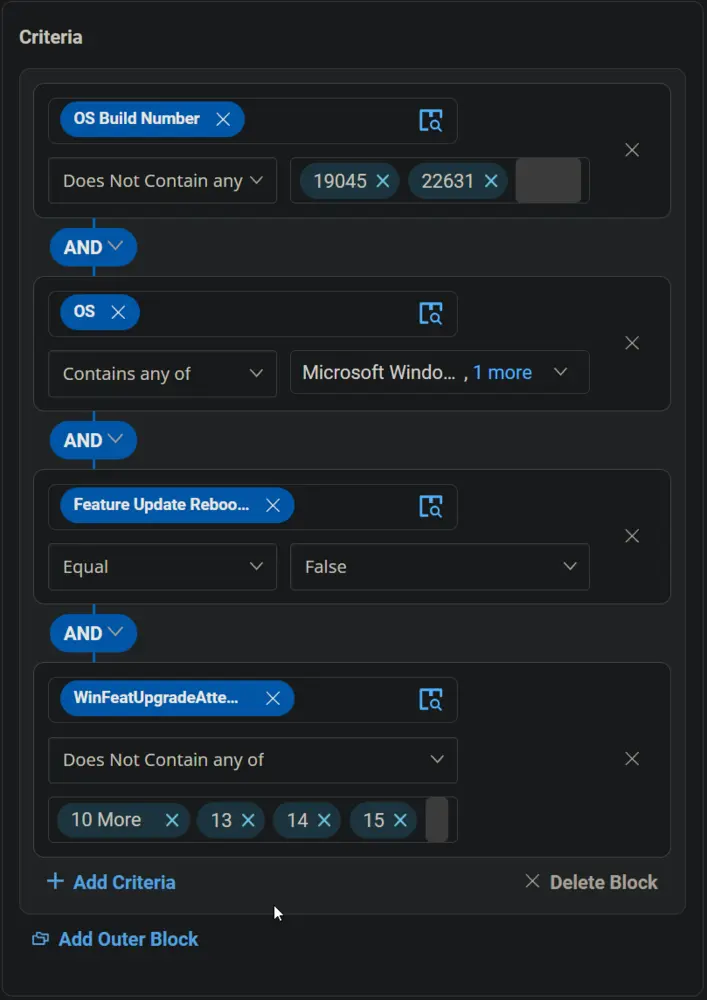 Criteria
OS Build Number
Does Not Contain any
19045
22631
AND
OS
Contains any of
Microsoft Windo... , 1 more
AND
Feature Update Reboo...
Equal
False
AND
WinFeatUpgradeAtte...
Does Not Contain any of
10 More
13
14
15
Add Criteria
Delete Block
Add Outer Block